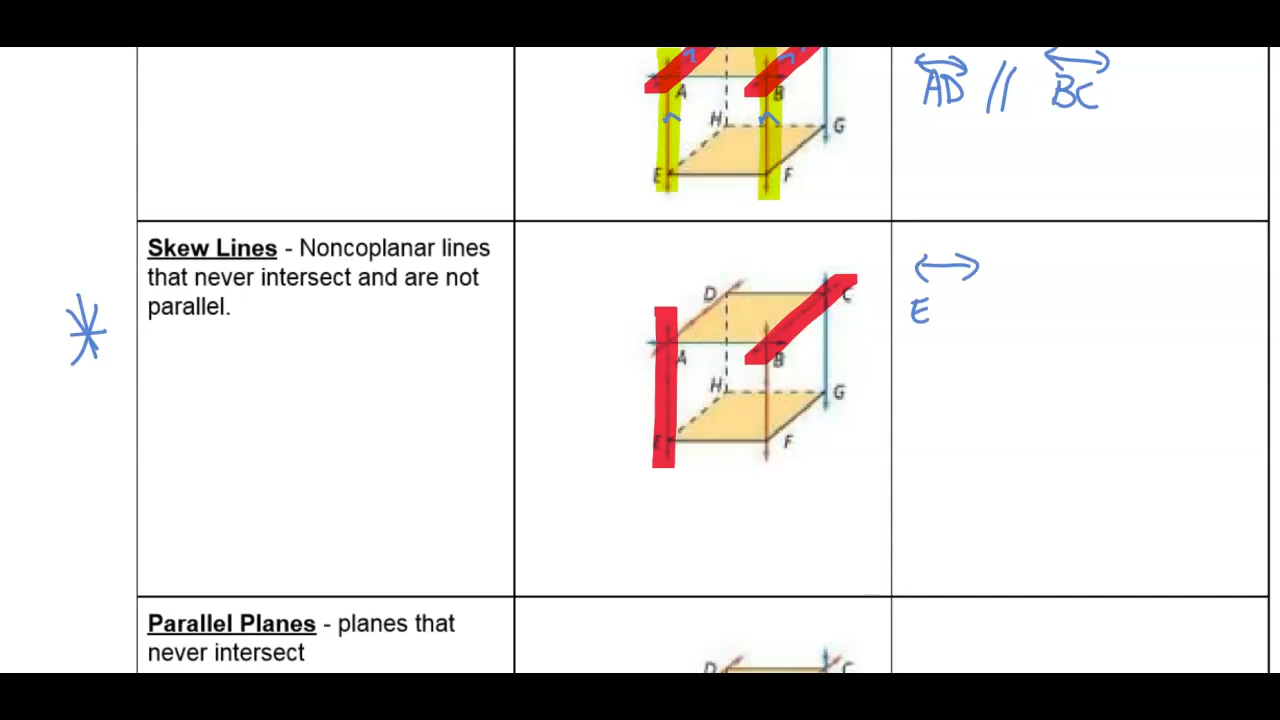 A B
H G
E F
AD // BC
Skew Lines - Noncoplanar lines
that never intersect and are not
parallel.
D C
A B
H G
E F
E
Parallel Planes - planes that
never intersect
D C